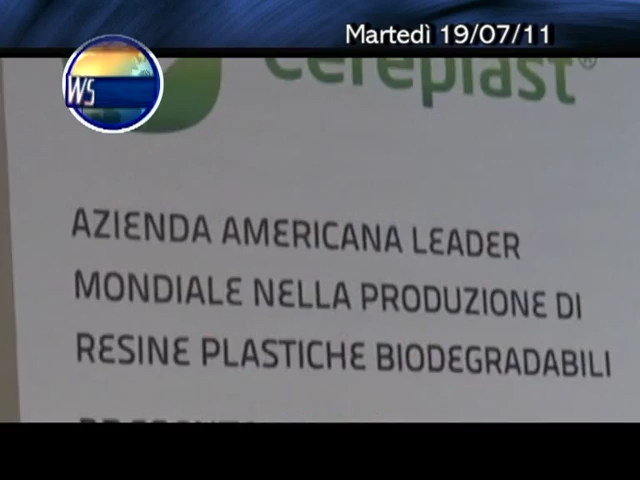 Martedì 19/07/11
WS
cereplast®
AZIENDA AMERICANA LEADER
MONDIALE NELLA PRODUZIONE DI
RESINE PLASTICHE BIODEGRADABILI